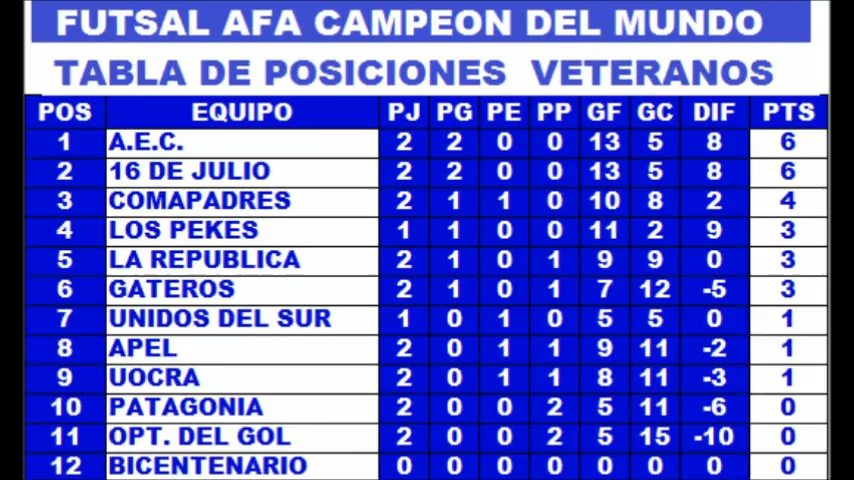 FUTSAL AFA CAMPEON DEL MUNDO
TABLA DE POSICIONES VETERANOS
POS EQUIPO PJ PG PE PP GF GC DIF PTS
1 A.E.C. 2 2 0 0 13 5 8 6
2 16 DE JULIO 2 2 0 0 13 5 8 6
3 COMAPADRES 2 1 1 0 10 8 2 4
4 LOS PEKES 1 1 0 0 11 2 9 3
5 LA REPUBLICA 2 1 0 1 9 9 0 3
6 GATEROS 2 1 0 1 7 12 -5 3
7 UNIDOS DEL SUR 1 0 1 0 5 5 0 1
8 APEL 2 0 1 1 9 11 -2 1
9 UOCRA 2 0 1 1 8 11 -3 1
10 PATAGONIA 2 0 0 2 5 11 -6 0
11 OPT. DEL GOL 2 0 0 2 5 15 -10 0
12 BICENTENARIO 0 0 0 0 0 0 0 0